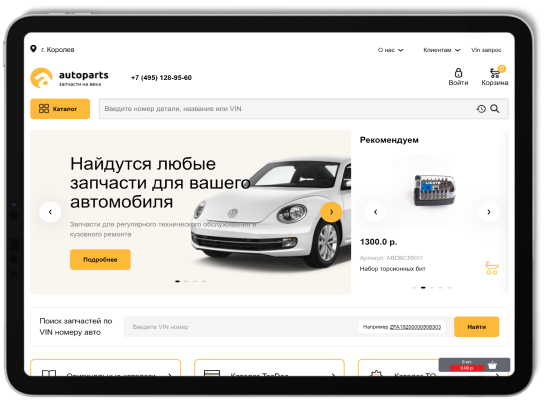 г. Королев
О нас
Клиентам
Vin запрос
autoparts
запчасти на века
+7 (495) 128-95-60
Войти
0
Корзина
Каталог
Введите номер детали, название или VIN
Найдутся любые
запчасти для вашего
автомобиля
Запчасти для регулярного технического обслуживания и
кузовного ремонта
Подробнее
Рекомендуем
1300.0 р.
Артикул: ABDBCRK01
Набор торсионных бит
Поиск запчастей по
VIN номеру авто
Введите VIN номер
Например ZFA19200000508303
Найти
0 шт.
0,00 р.
Оригинальные каталоги
Каталог TecDoc
Каталог ТО